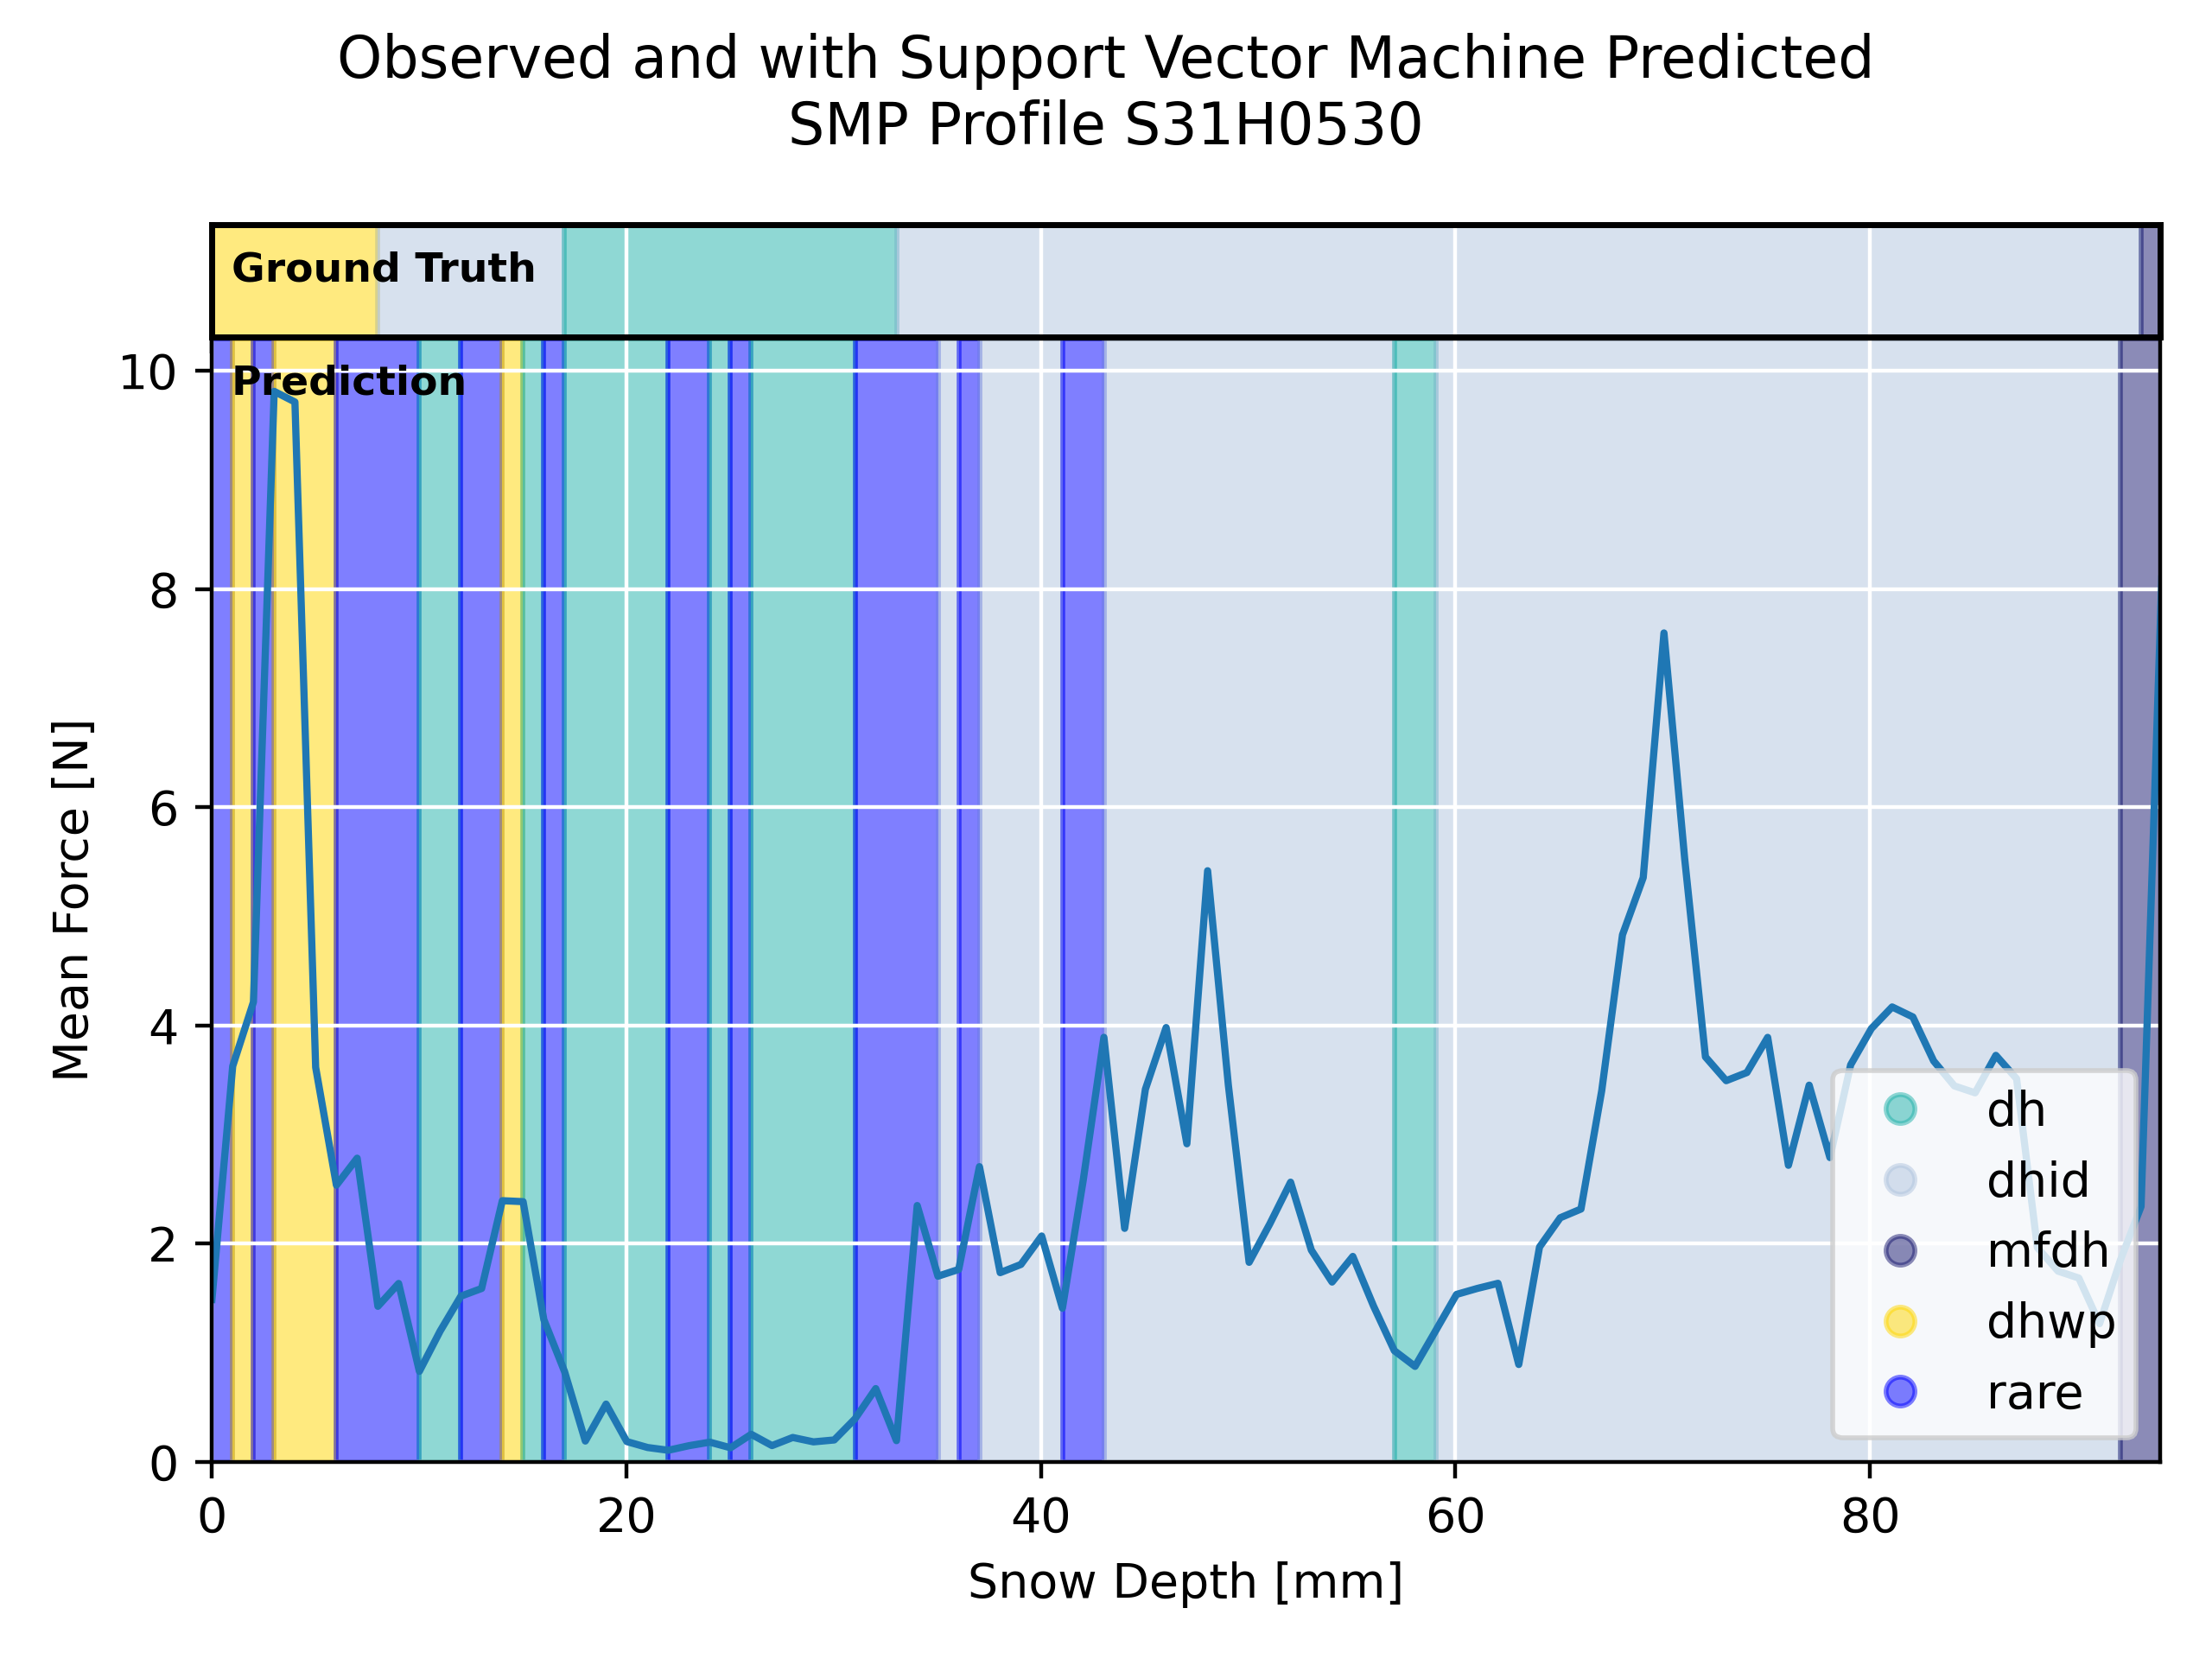 Observed and with Support Vector Machine Predicted
SMP Profile S31H0530
Ground Truth
Prediction
10
8
6
4
2
0
Mean Force [N]
0 20 40 60 80
Snow Depth [mm]
dh
dhid
mfdh
dhwp
rare